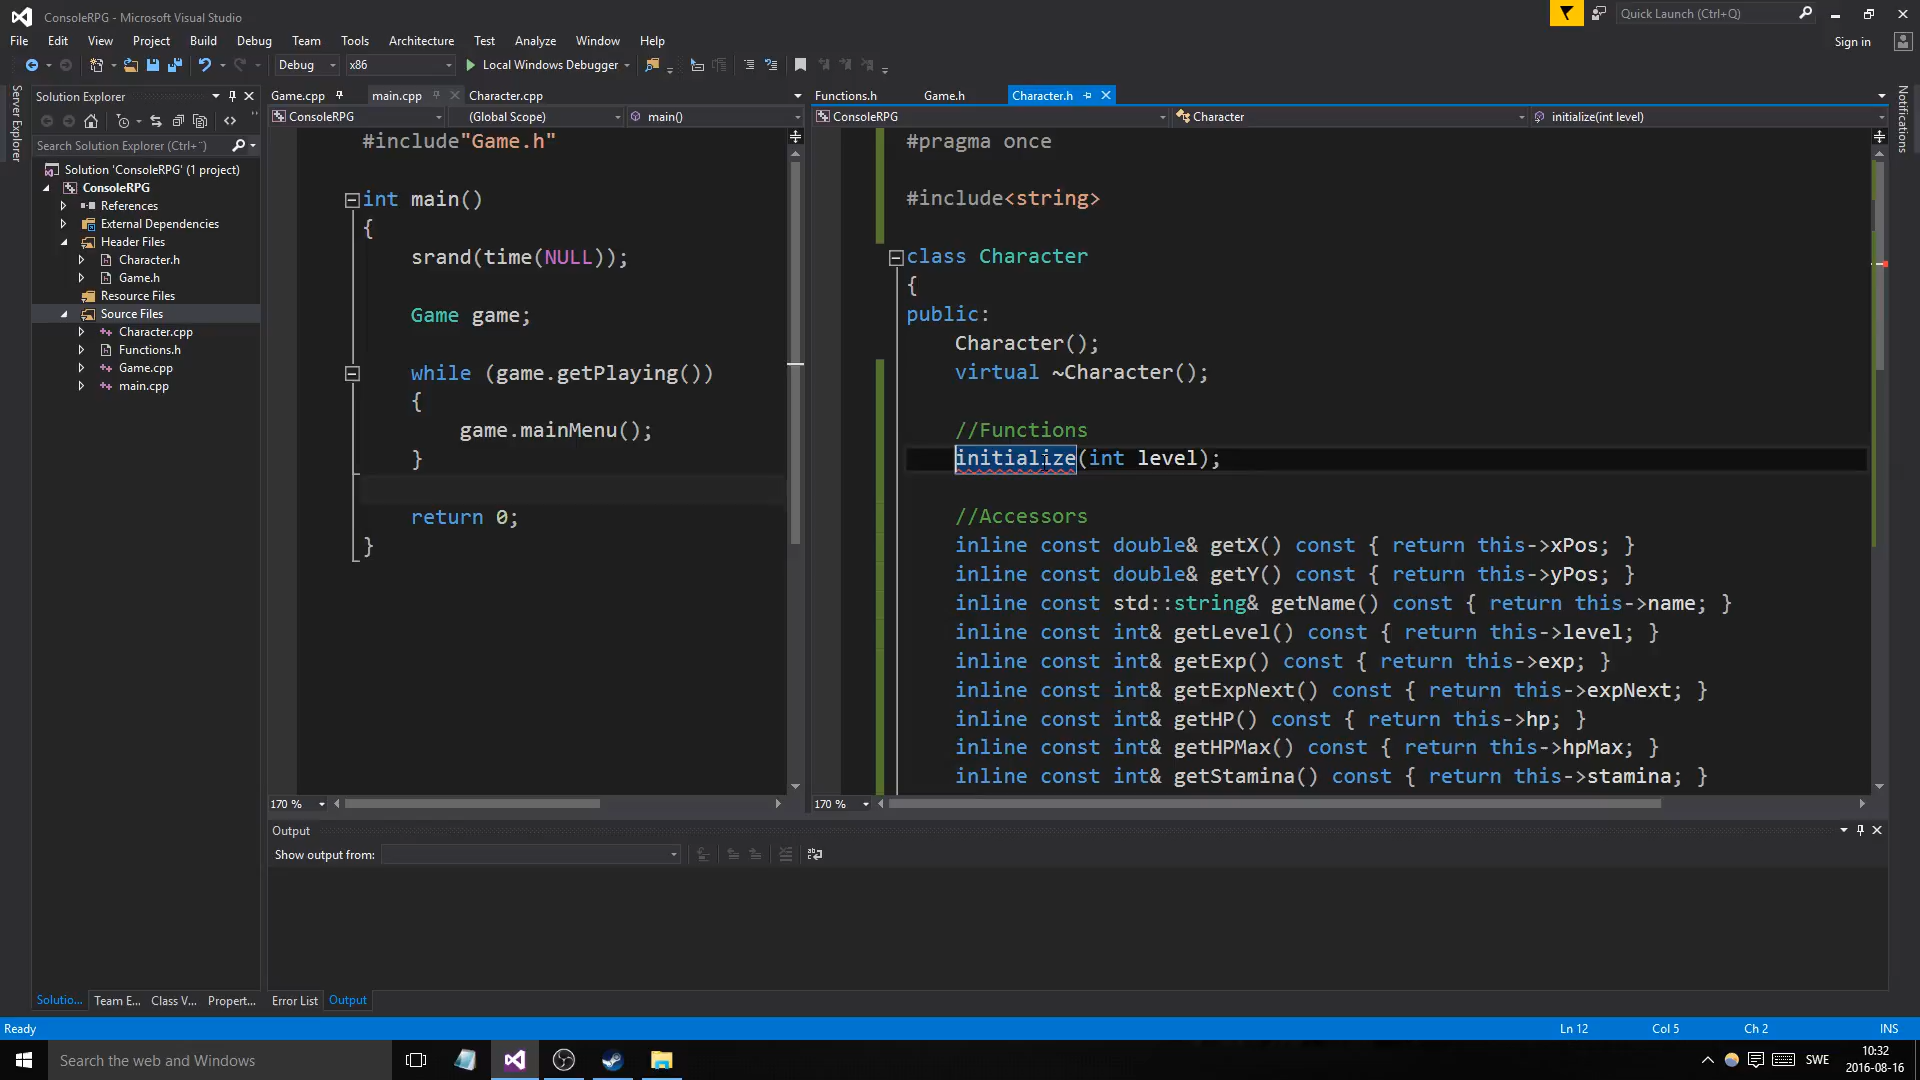 ConsoleRPG - Microsoft Visual Studio
Quick Launch (Ctrl+Q)
File Edit View Project Build Debug Team Tools Architecture Test Analyze Window Help
Sign in
Debug x86 Local Windows Debugger
Server Explorer
Solution Explorer
Search Solution Explorer (Ctrl+¨)
Solution 'ConsoleRPG' (1 project)
ConsoleRPG
References
External Dependencies
Header Files
Character.h
Game.h
Resource Files
Source Files
Character.cpp
Functions.h
Game.cpp
main.cpp
Game.cpp main.cpp Character.cpp
ConsoleRPG (Global Scope) main()
#include"Game.h"
int main()
{
srand(time(NULL));
Game game;
while (game.getPlaying())
{
game.mainMenu();
}
return 0;
}
170 %
Functions.h Game.h Character.h
ConsoleRPG Character initialize(int level)
#pragma once
#include<string>
class Character
{
public:
Character();
virtual ~Character();
//Functions
initialize(int level);
//Accessors
inline const double& getX() const { return this->xPos; }
inline const double& getY() const { return this->yPos; }
inline const std::string& getName() const { return this->name; }
inline const int& getLevel() const { return this->level; }
inline const int& getExp() const { return this->exp; }
inline const int& getExpNext() const { return this->expNext; }
inline const int& getHP() const { return this->hp; }
inline const int& getHPMax() const { return this->hpMax; }
inline const int& getStamina() const { return this->stamina; }
170 %
Notifications
Output
Show output from:
Solutio... Team E... Class V... Propert... Error List Output
Ready Ln 12 Col 5 Ch 2 INS
Search the web and Windows
SWE
10:32
2016-08-16